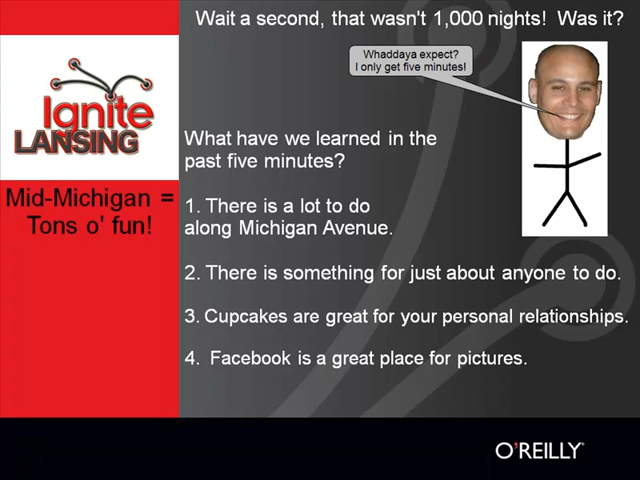 Wait a second, that wasn't 1,000 nights!  Was it?
Whaddaya expect?
I only get five minutes!
Ignite
LANSING
Mid-Michigan =
Tons o' fun!
What have we learned in the
past five minutes?
1. There is a lot to do
along Michigan Avenue.
2. There is something for just about anyone to do.
3. Cupcakes are great for your personal relationships.
4.  Facebook is a great place for pictures.
O'REILLY